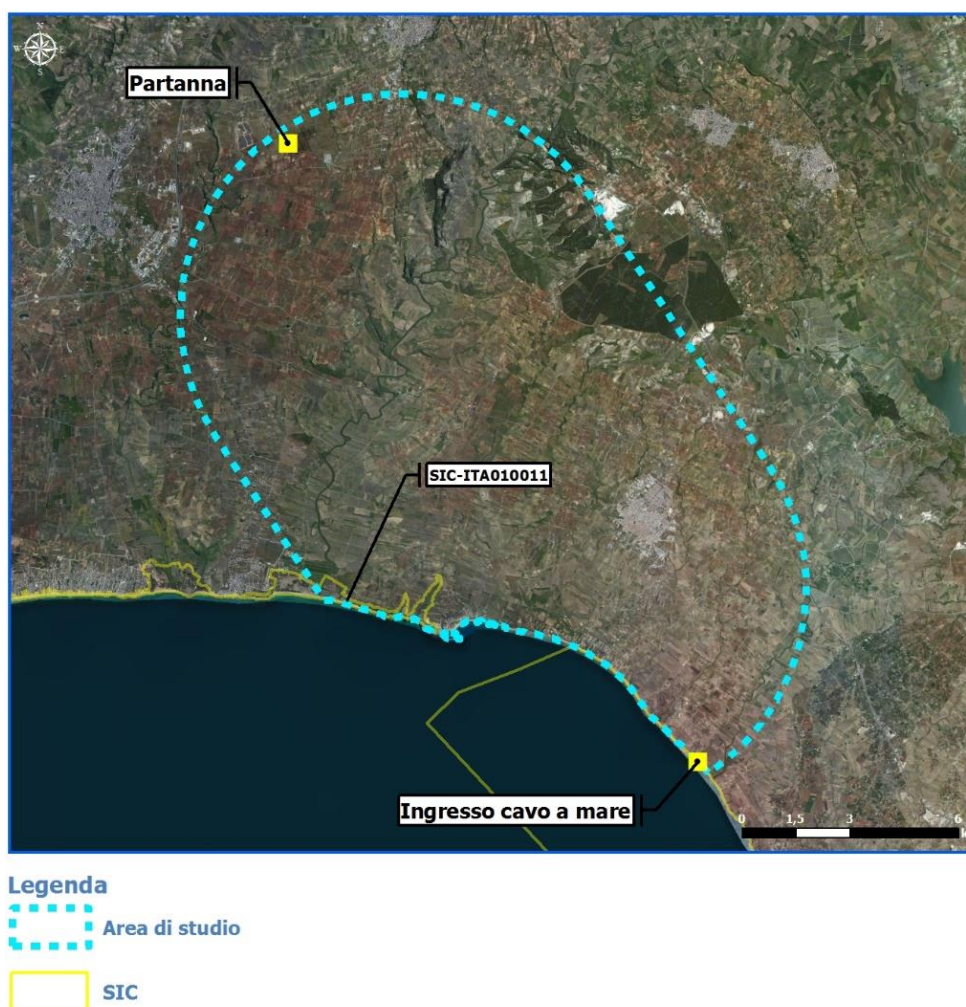 N
W E
S
Partanna
SIC-ITA010011
Ingresso cavo a mare
0 1,5 3 6
Legenda
Area di studio
SIC